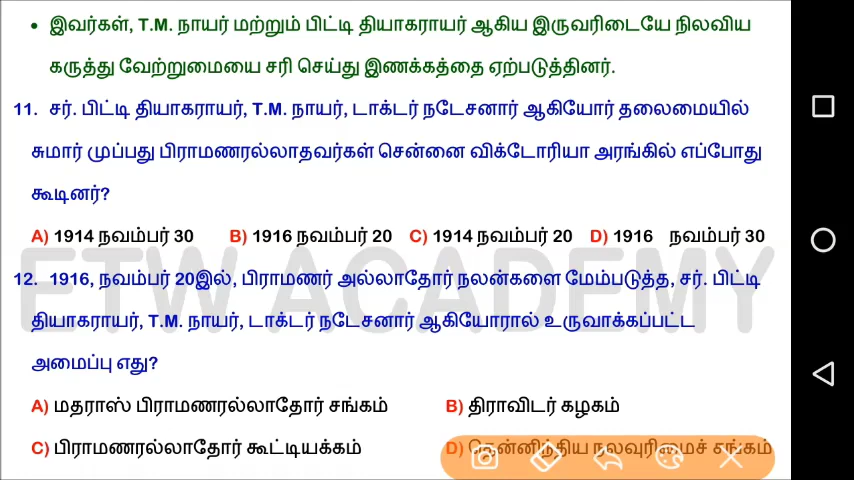 • இவர்கள், T.M. நாயர் மற்றும் பிட்டி தியாகராயர் ஆகிய இருவரிடையே நிலவிய
கருத்து வேற்றுமையை சரி செய்து இணக்கத்தை ஏற்படுத்தினர்.
11. சர். பிட்டி தியாகராயர், T.M. நாயர், டாக்டர் நடேசனார் ஆகியோர் தலைமையில்
சுமார் முப்பது பிராமணரல்லாதவர்கள் சென்னை விக்டோரியா அரங்கில் எப்போது
கூடினர்?
A) 1914 நவம்பர் 30 B) 1916 நவம்பர் 20 C) 1914 நவம்பர் 20 D) 1916 நவம்பர் 30
ETW ACADEMY
12. 1916, நவம்பர் 20இல், பிராமணர் அல்லாதோர் நலன்களை மேம்படுத்த, சர். பிட்டி
தியாகராயர், T.M. நாயர், டாக்டர் நடேசனார் ஆகியோரால் உருவாக்கப்பட்ட
அமைப்பு எது?
A) மதராஸ் பிராமணரல்லாதோர் சங்கம் B) திராவிடர் கழகம்
C) பிராமணரல்லாதோர் கூட்டியக்கம் D) தென்னிந்திய நலவுரிமைச் சங்கம்